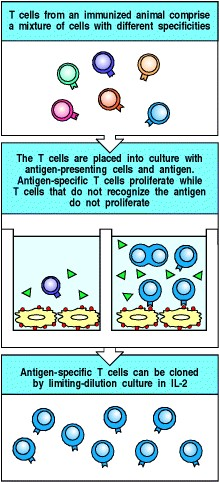 T cells from an immunized animal comprise
a mixture of cells with different specificities
The T cells are placed into culture with
antigen-presenting cells and antigen.
Antigen-specific T cells proliferate while
T cells that do not recognize the antigen
do not proliferate
Antigen-specific T cells can be cloned
by limiting-dilution culture in IL-2